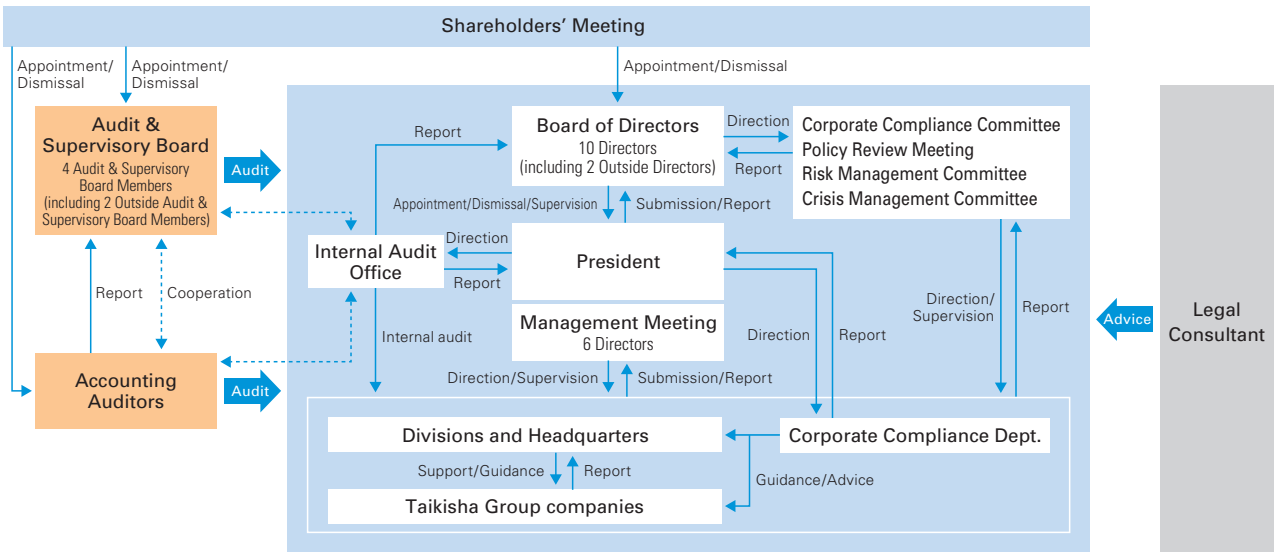 Shareholders’ Meeting
Appointment/
Dismissal
Appointment/
Dismissal
Appointment/Dismissal
Audit &
Supervisory Board
4 Audit & Supervisory
Board Members
(including 2 Outside Audit &
Supervisory Board Members)
Audit
Report
Board of Directors
10 Directors
(including 2 Outside Directors)
Direction
Report
Corporate Compliance Committee
Policy Review Meeting
Risk Management Committee
Crisis Management Committee
Appointment/Dismissal/Supervision
Submission/Report
Internal Audit
Office
Direction
Report
President
Report
Cooperation
Internal audit
Management Meeting
6 Directors
Direction
Report
Direction/
Supervision
Report
Advice
Legal
Consultant
Accounting
Auditors
Audit
Direction/Supervision
Submission/Report
Divisions and Headquarters
Corporate Compliance Dept.
Support/Guidance
Report
Guidance/Advice
Taikisha Group companies